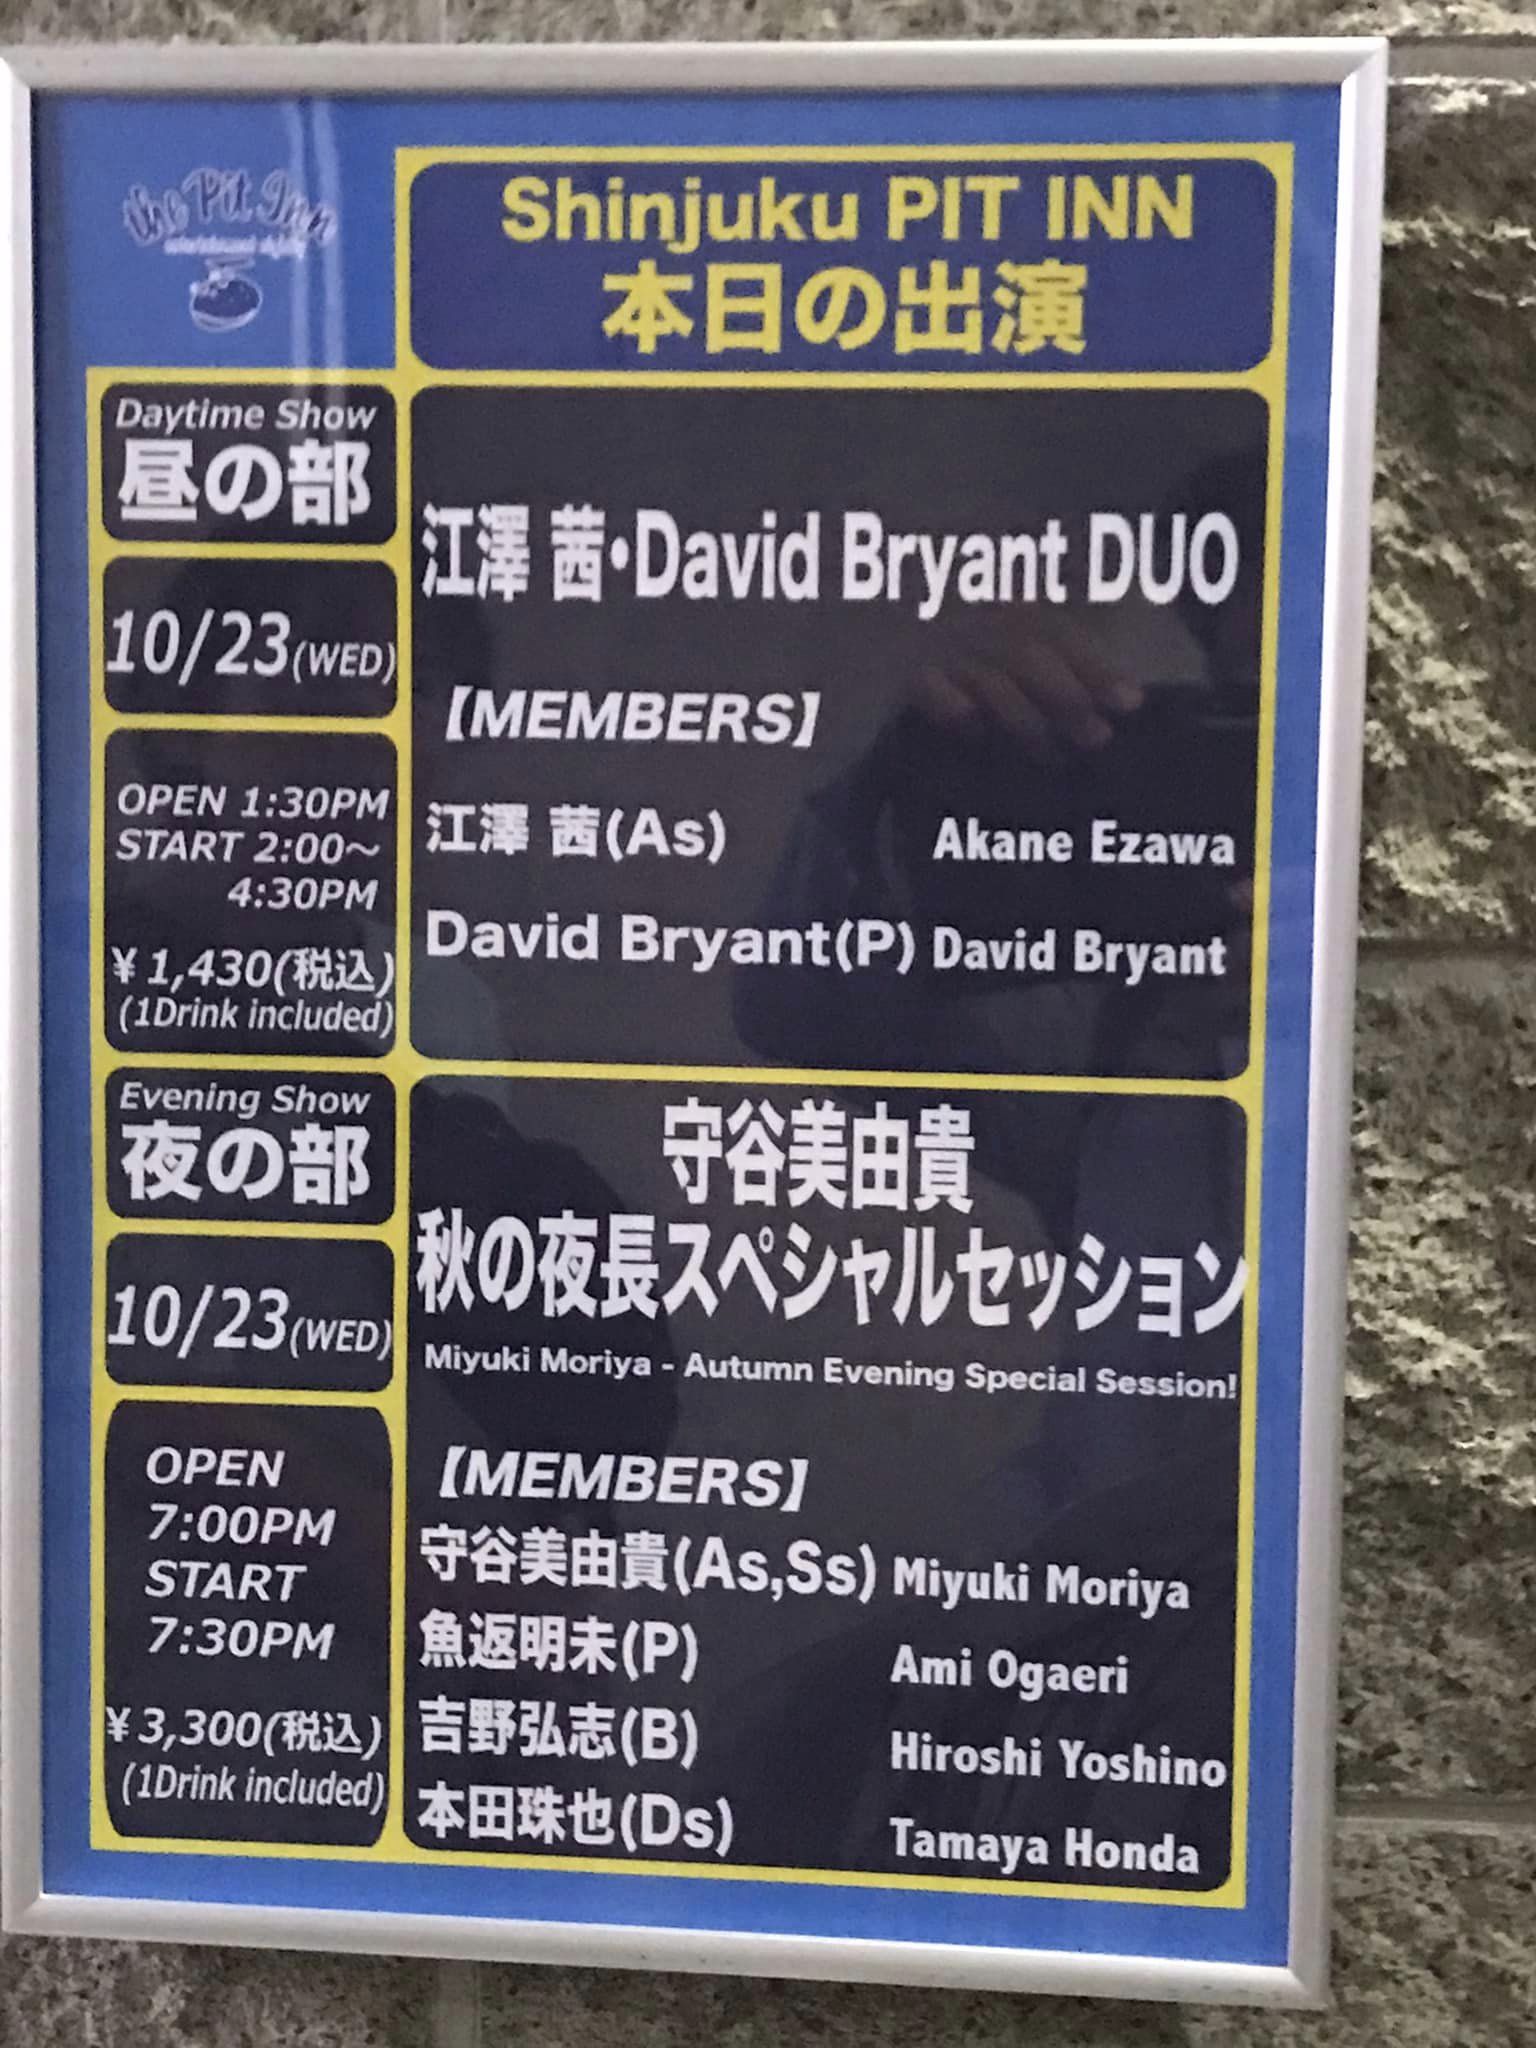 the Pit Inn
Shinjuku PIT INN
本日の出演
Daytime Show
昼の部
10/23(WED)
OPEN 1:30PM
START 2:00〜
4:30PM
￥1,430(税込)
(1Drink included)
江澤 茜・David Bryant DUO
【MEMBERS】
江澤 茜(As) Akane Ezawa
David Bryant(P) David Bryant
Evening Show
夜の部
10/23(WED)
OPEN
7:00PM
START
7:30PM
￥3,300(税込)
(1Drink included)
守谷美由貴
秋の夜長スペシャルセッション
Miyuki Moriya - Autumn Evening Special Session!
【MEMBERS】
守谷美由貴(As,Ss) Miyuki Moriya
魚返明未(P) Ami Ogaeri
吉野弘志(B) Hiroshi Yoshino
本田珠也(Ds) Tamaya Honda